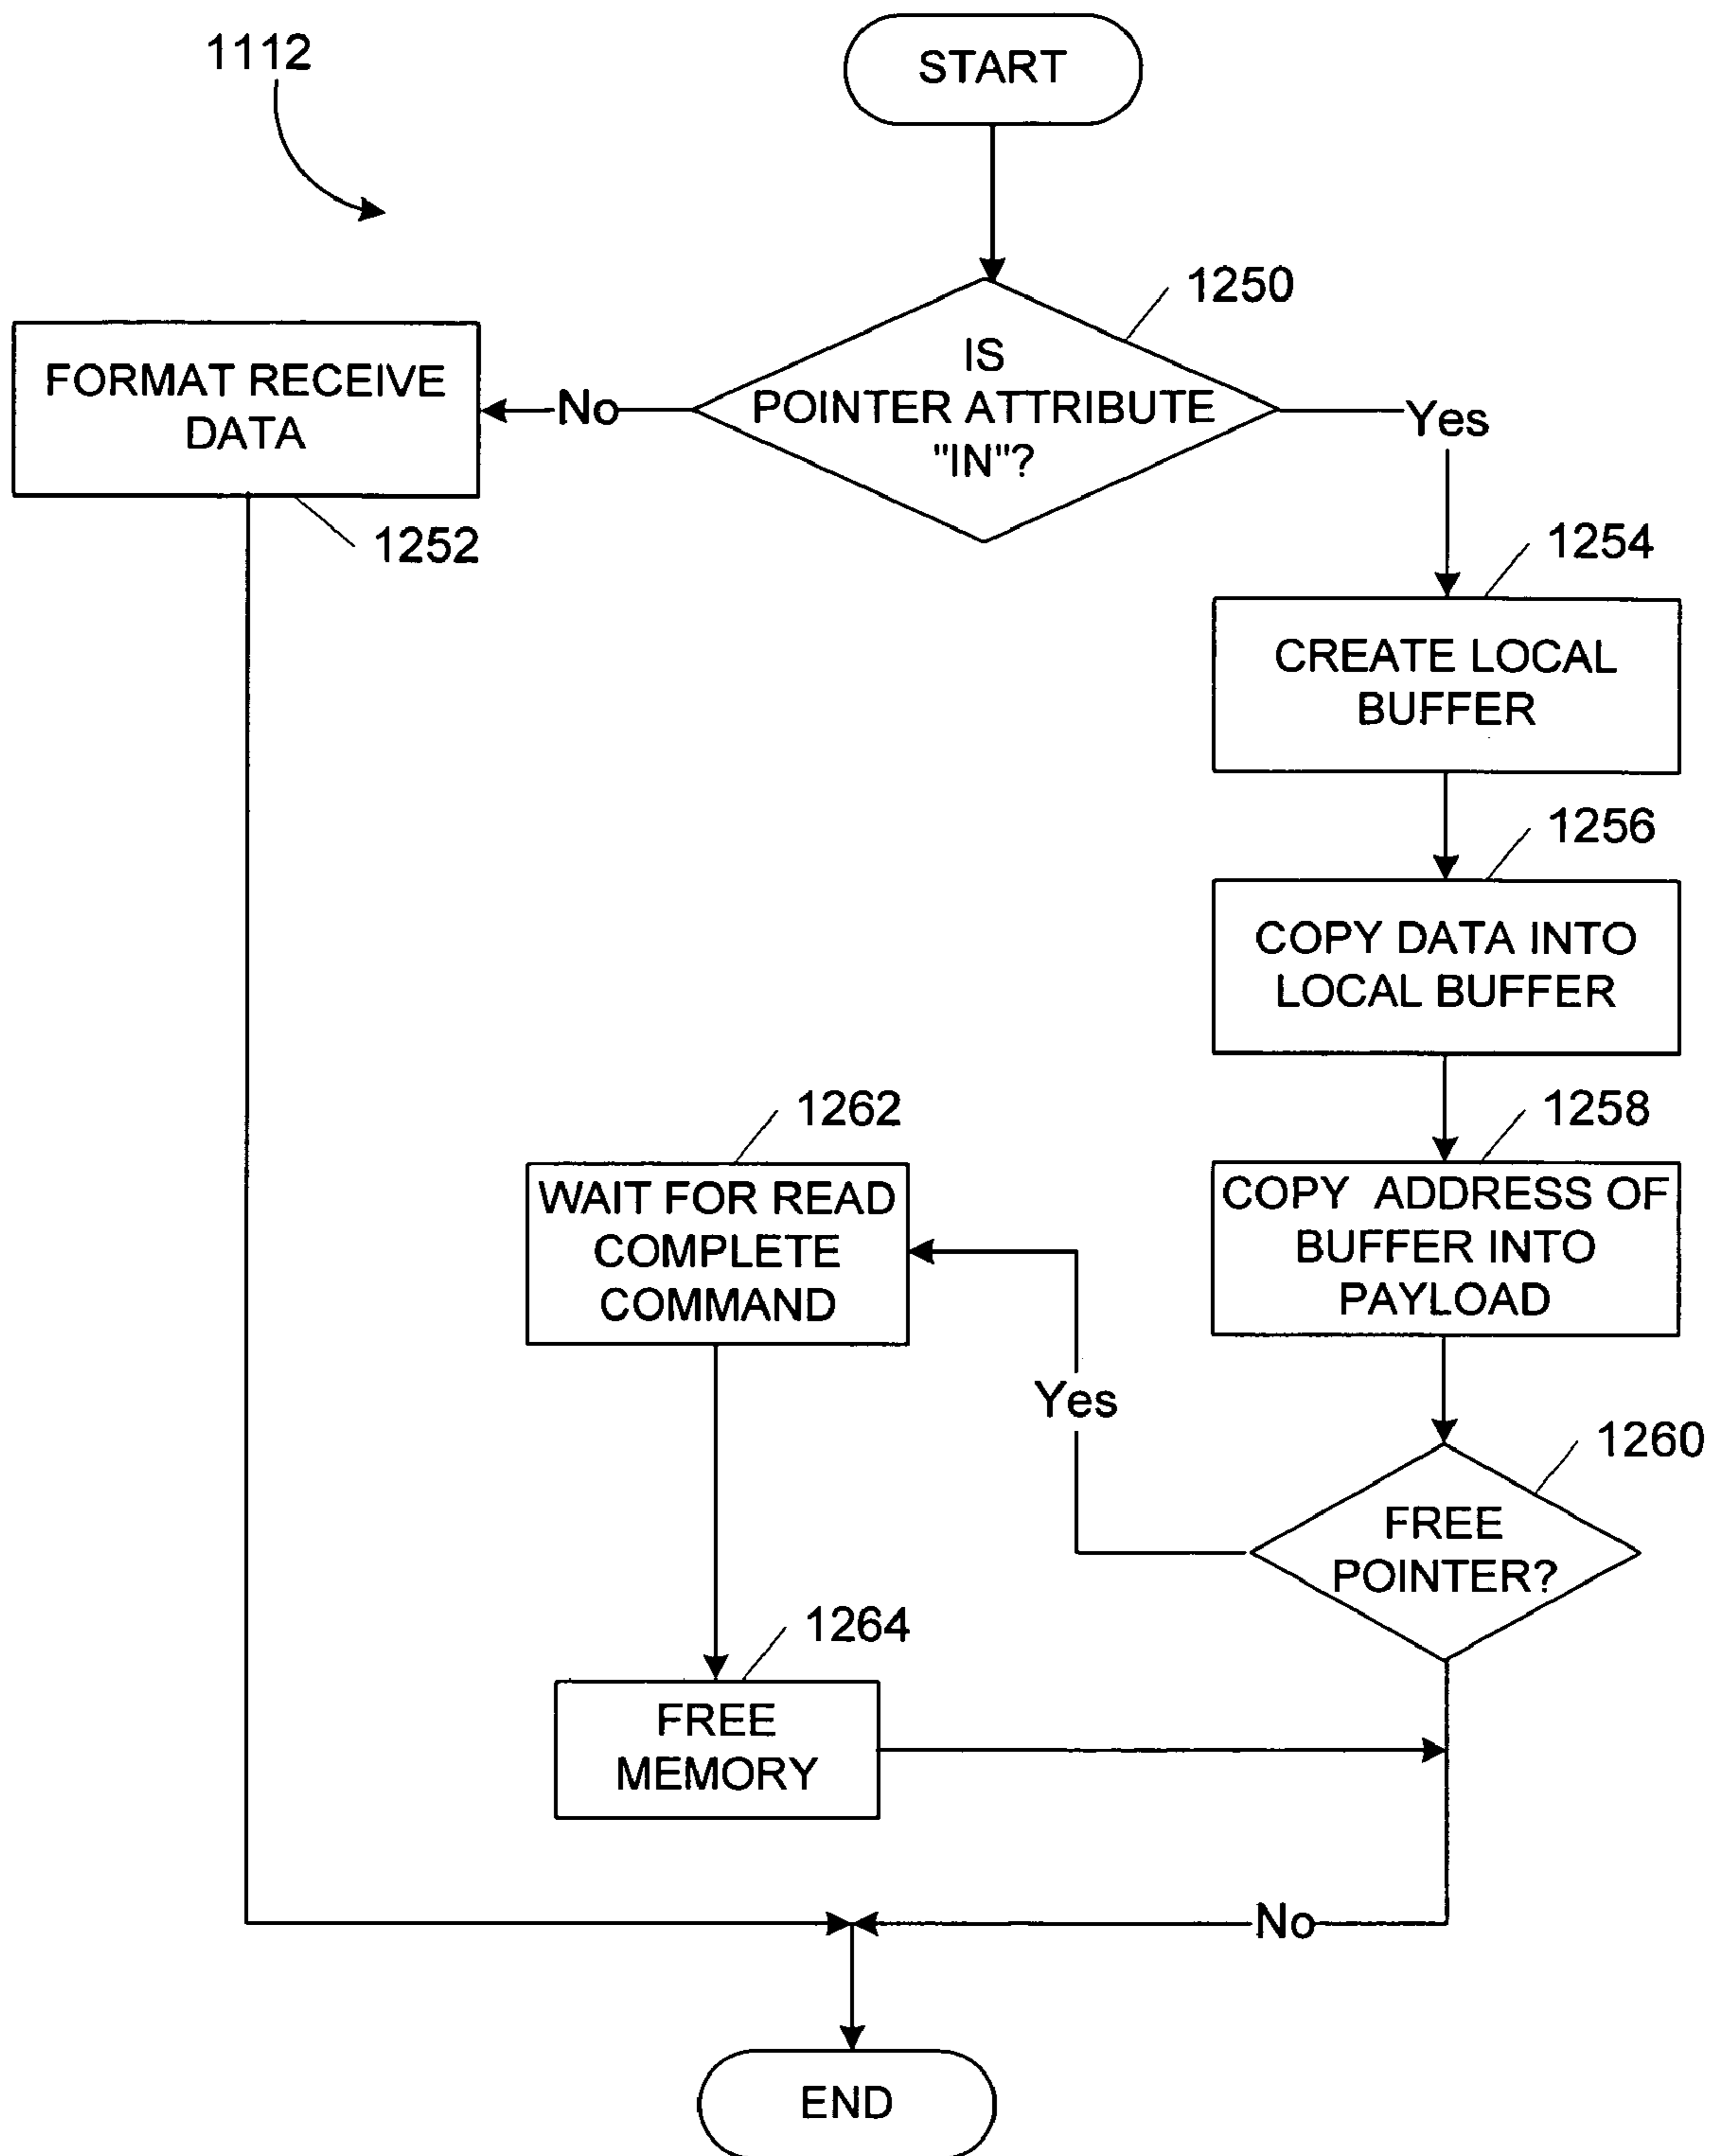 1112
START
1250
IS
POINTER ATTRIBUTE
"IN"?
No
Yes
FORMAT RECEIVE
DATA
1252
1254
CREATE LOCAL
BUFFER
1256
COPY DATA INTO
LOCAL BUFFER
1258
COPY ADDRESS OF
BUFFER INTO
PAYLOAD
1262
WAIT FOR READ
COMPLETE
COMMAND
Yes
1260
FREE
POINTER?
1264
FREE
MEMORY
No
END